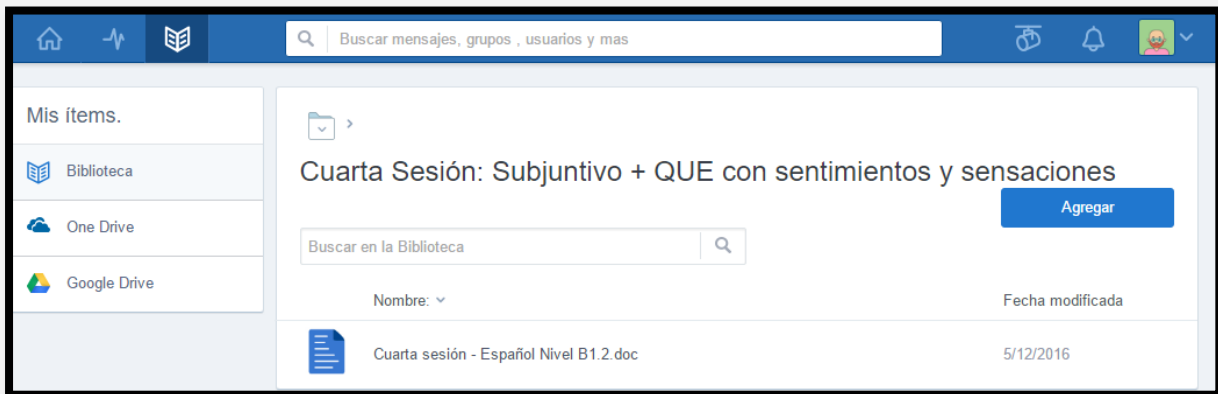 Buscar mensajes, grupos , usuarios y mas
Mis ítems.
Biblioteca
One Drive
Google Drive
Cuarta Sesión: Subjuntivo + QUE con sentimientos y sensaciones
Agregar
Buscar en la Biblioteca
Nombre: Fecha modificada
Cuarta sesión - Español Nivel B1.2.doc 5/12/2016